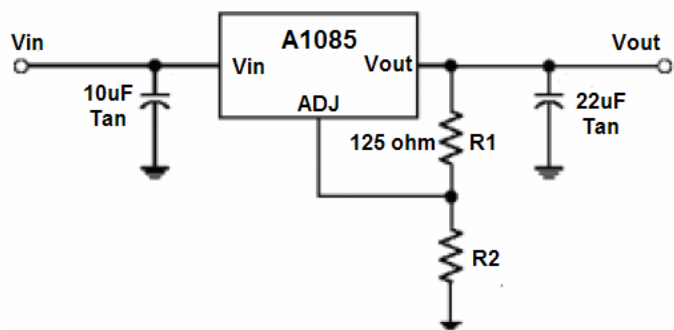 Vin
A1085
Vin
Vout
ADJ
Vout
10uF
Tan
125 ohm
R1
22uF
Tan
R2